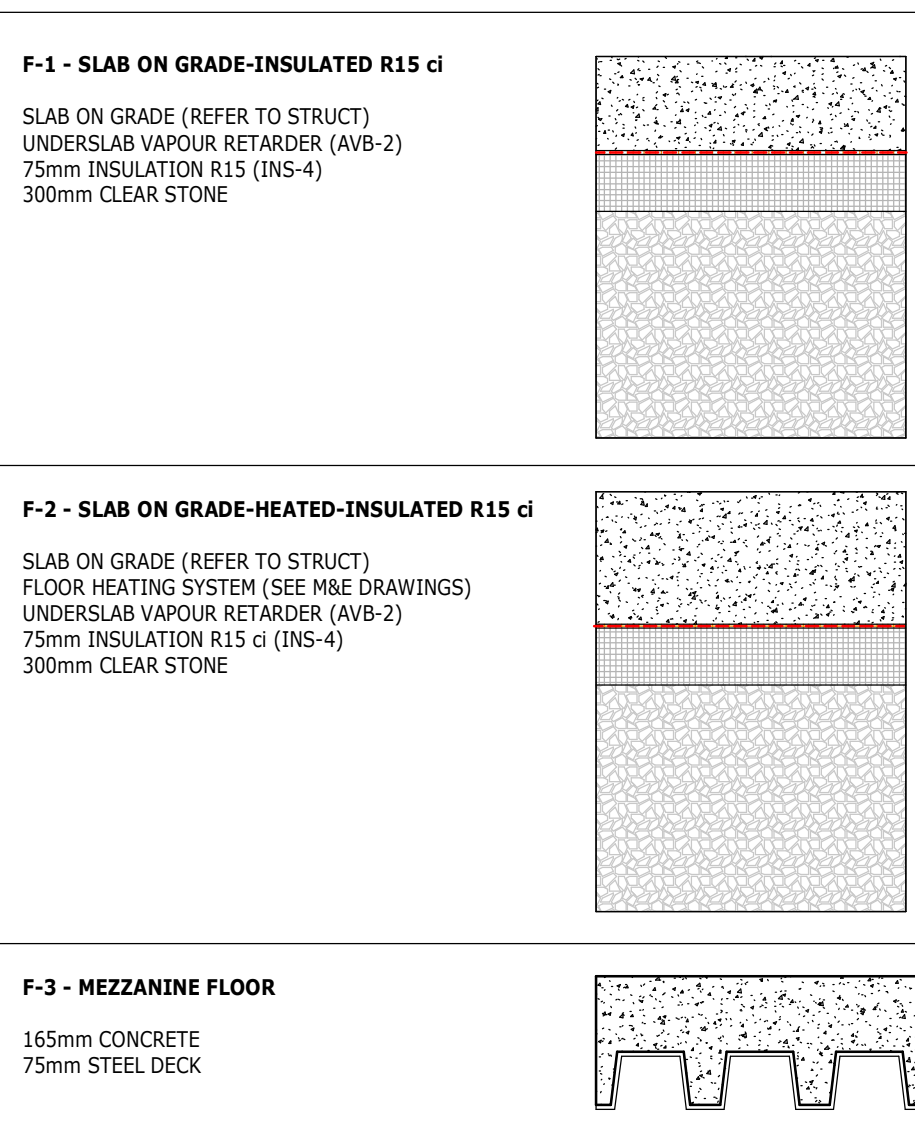 F-1 - SLAB ON GRADE-INSULATED R15 ci
SLAB ON GRADE (REFER TO STRUCT)
UNDERSLAB VAPOUR RETARDER (AVB-2)
75mm INSULATION R15 (INS-4)
300mm CLEAR STONE
F-2 - SLAB ON GRADE-HEATED-INSULATED R15 ci
SLAB ON GRADE (REFER TO STRUCT)
FLOOR HEATING SYSTEM (SEE M&E DRAWINGS)
UNDERSLAB VAPOUR RETARDER (AVB-2)
75mm INSULATION R15 ci (INS-4)
300mm CLEAR STONE
F-3 - MEZZANINE FLOOR
165mm CONCRETE
75mm STEEL DECK